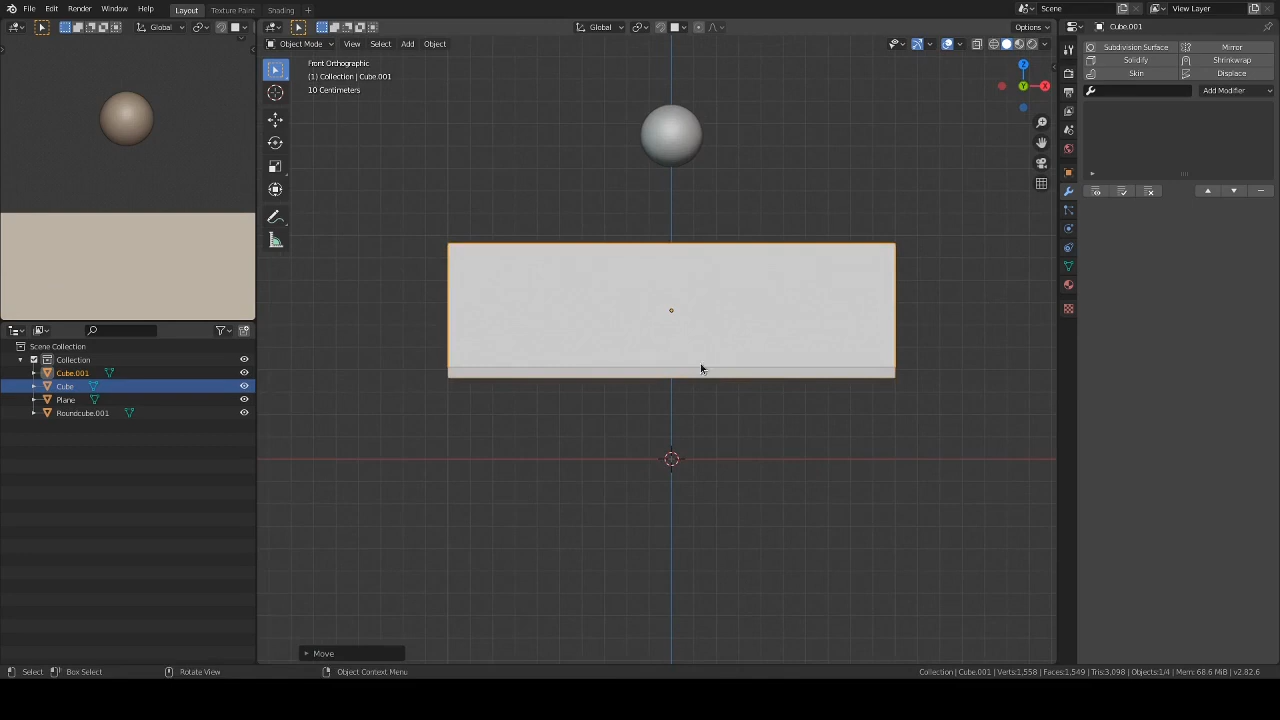 File Edit Render Window Help Layout Texture Paint Shading Scene View Layer
Global Global Options Cube.001
Object Mode View Select Add Object
Subdivision Surface Mirror
Solidify Shrinkwrap
Skin Displace
Add Modifier
Front Orthographic
(1) Collection | Cube.001
10 Centimeters
Z
Y X
Scene Collection
Collection
Cube.001
Cube
Plane
Roundcube.001
Move
Select Box Select Rotate View Object Context Menu Collection | Cube.001 | Verts:1,558 | Faces:1,549 | Tris:3,098 | Objects:1/4 | Mem: 68.6 MiB | v2.82.6